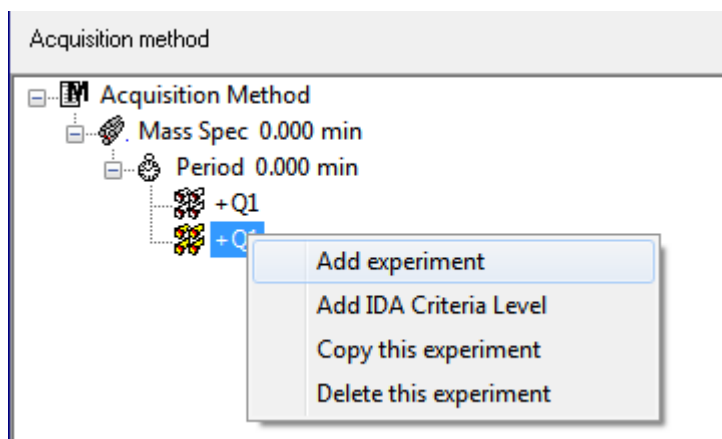 Acquisition method
Acquisition Method
Mass Spec 0.000 min
Period 0.000 min
+Q1
+Q1
Add experiment
Add IDA Criteria Level
Copy this experiment
Delete this experiment